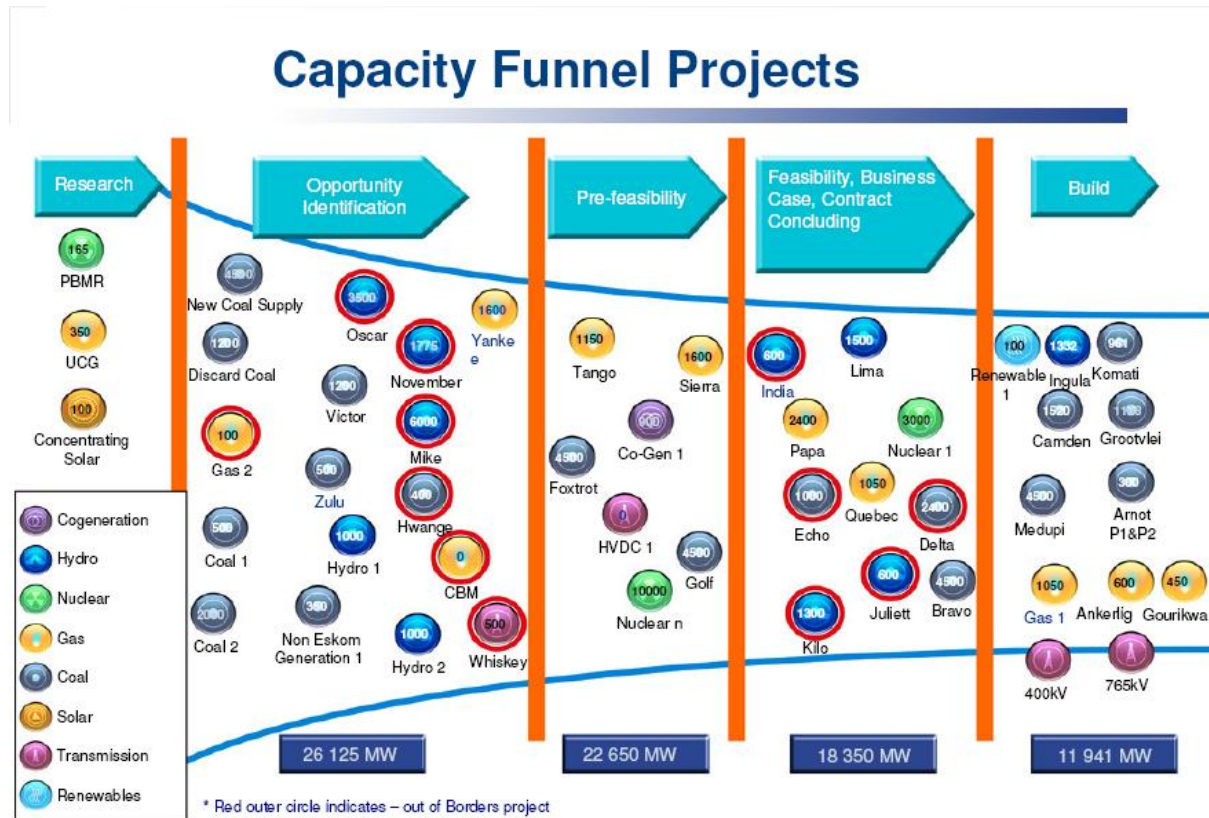 Capacity Funnel Projects
Research
Opportunity
Identification
Pre-feasibility
Feasibility, Business
Case, Contract
Concluding
Build
165
PBMR
350
UCG
100
Concentrating
Solar
4500
New Coal Supply
1200
Discard Coal
100
Gas 2
500
Coal 1
2000
Coal 2
3500
Oscar
1200
Victor
500
Zulu
1000
Hydro 1
350
Non Eskom
Generation 1
1775
November
6000
Mike
400
Hwange
0
CBM
1000
Hydro 2
500
Whiskey
1600
Yanke
e
1150
Tango
1600
Sierra
900
Co-Gen 1
4500
Foxtrot
0
HVDC 1
4500
Golf
10000
Nuclear n
600
India
1500
Lima
2400
Papa
3000
Nuclear 1
1000
Echo
1050
Quebec
2400
Delta
600
Juliett
4500
Bravo
1300
Kilo
100
Renewable
1
1332
Ingula
961
Komati
1520
Camden
Grootvlei
4500
Medupi
300
Arnot
P1&P2
1050
Gas 1
600
Ankerlig
450
Gourikwa
400kV
765kV
Cogeneration
Hydro
Nuclear
Gas
Coal
Solar
Transmission
Renewables
26 125 MW
22 650 MW
18 350 MW
11 941 MW
* Red outer circle indicates – out of Borders project